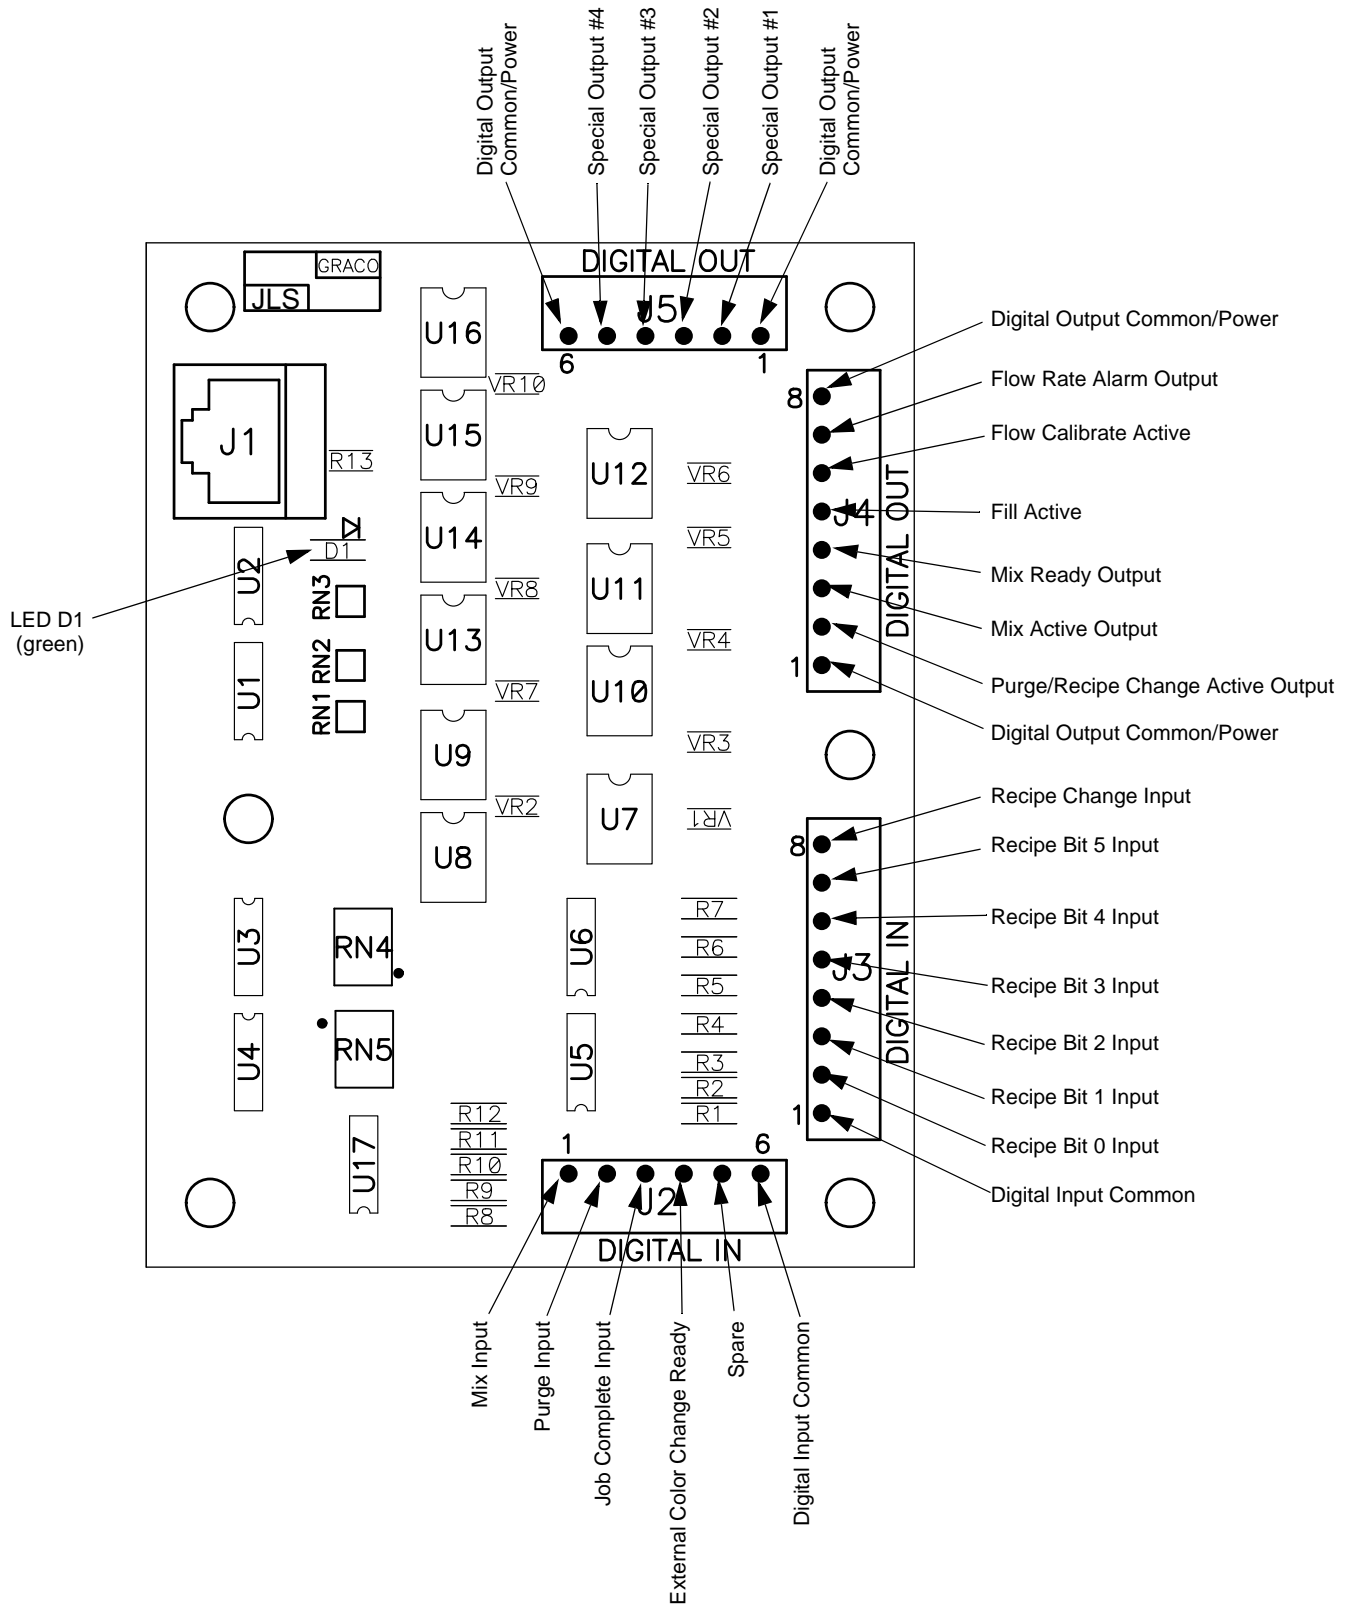 Digital Output
Common/Power
Special Output #4
Special Output #3
Special Output #2
Special Output #1
Digital Output
Common/Power
GRACO
JLS
DIGITAL OUT
J5
6
1
U16
VR10
J1
R13
U15
VR9
U12
VR6
U14
VR5
D1
U2
RN3
VR8
U11
LED D1
(green)
U13
VR4
RN2
U1
RN1
VR7
U10
U9
VR3
VR2
U7
VR1
U8
8
J4
DIGITAL OUT
1
Digital Output Common/Power
Flow Rate Alarm Output
Flow Calibrate Active
Fill Active
Mix Ready Output
Mix Active Output
Purge/Recipe Change Active Output
Digital Output Common/Power
8
J3
DIGITAL IN
1
Recipe Change Input
Recipe Bit 5 Input
Recipe Bit 4 Input
Recipe Bit 3 Input
Recipe Bit 2 Input
Recipe Bit 1 Input
Recipe Bit 0 Input
Digital Input Common
U3
RN4
U6
R7
R6
R5
U4
RN5
U5
R4
R3
R2
R1
U17
R12
R11
R10
R9
R8
1
6
J2
DIGITAL IN
Mix Input
Purge Input
Job Complete Input
External Color Change Ready
Spare
Digital Input Common